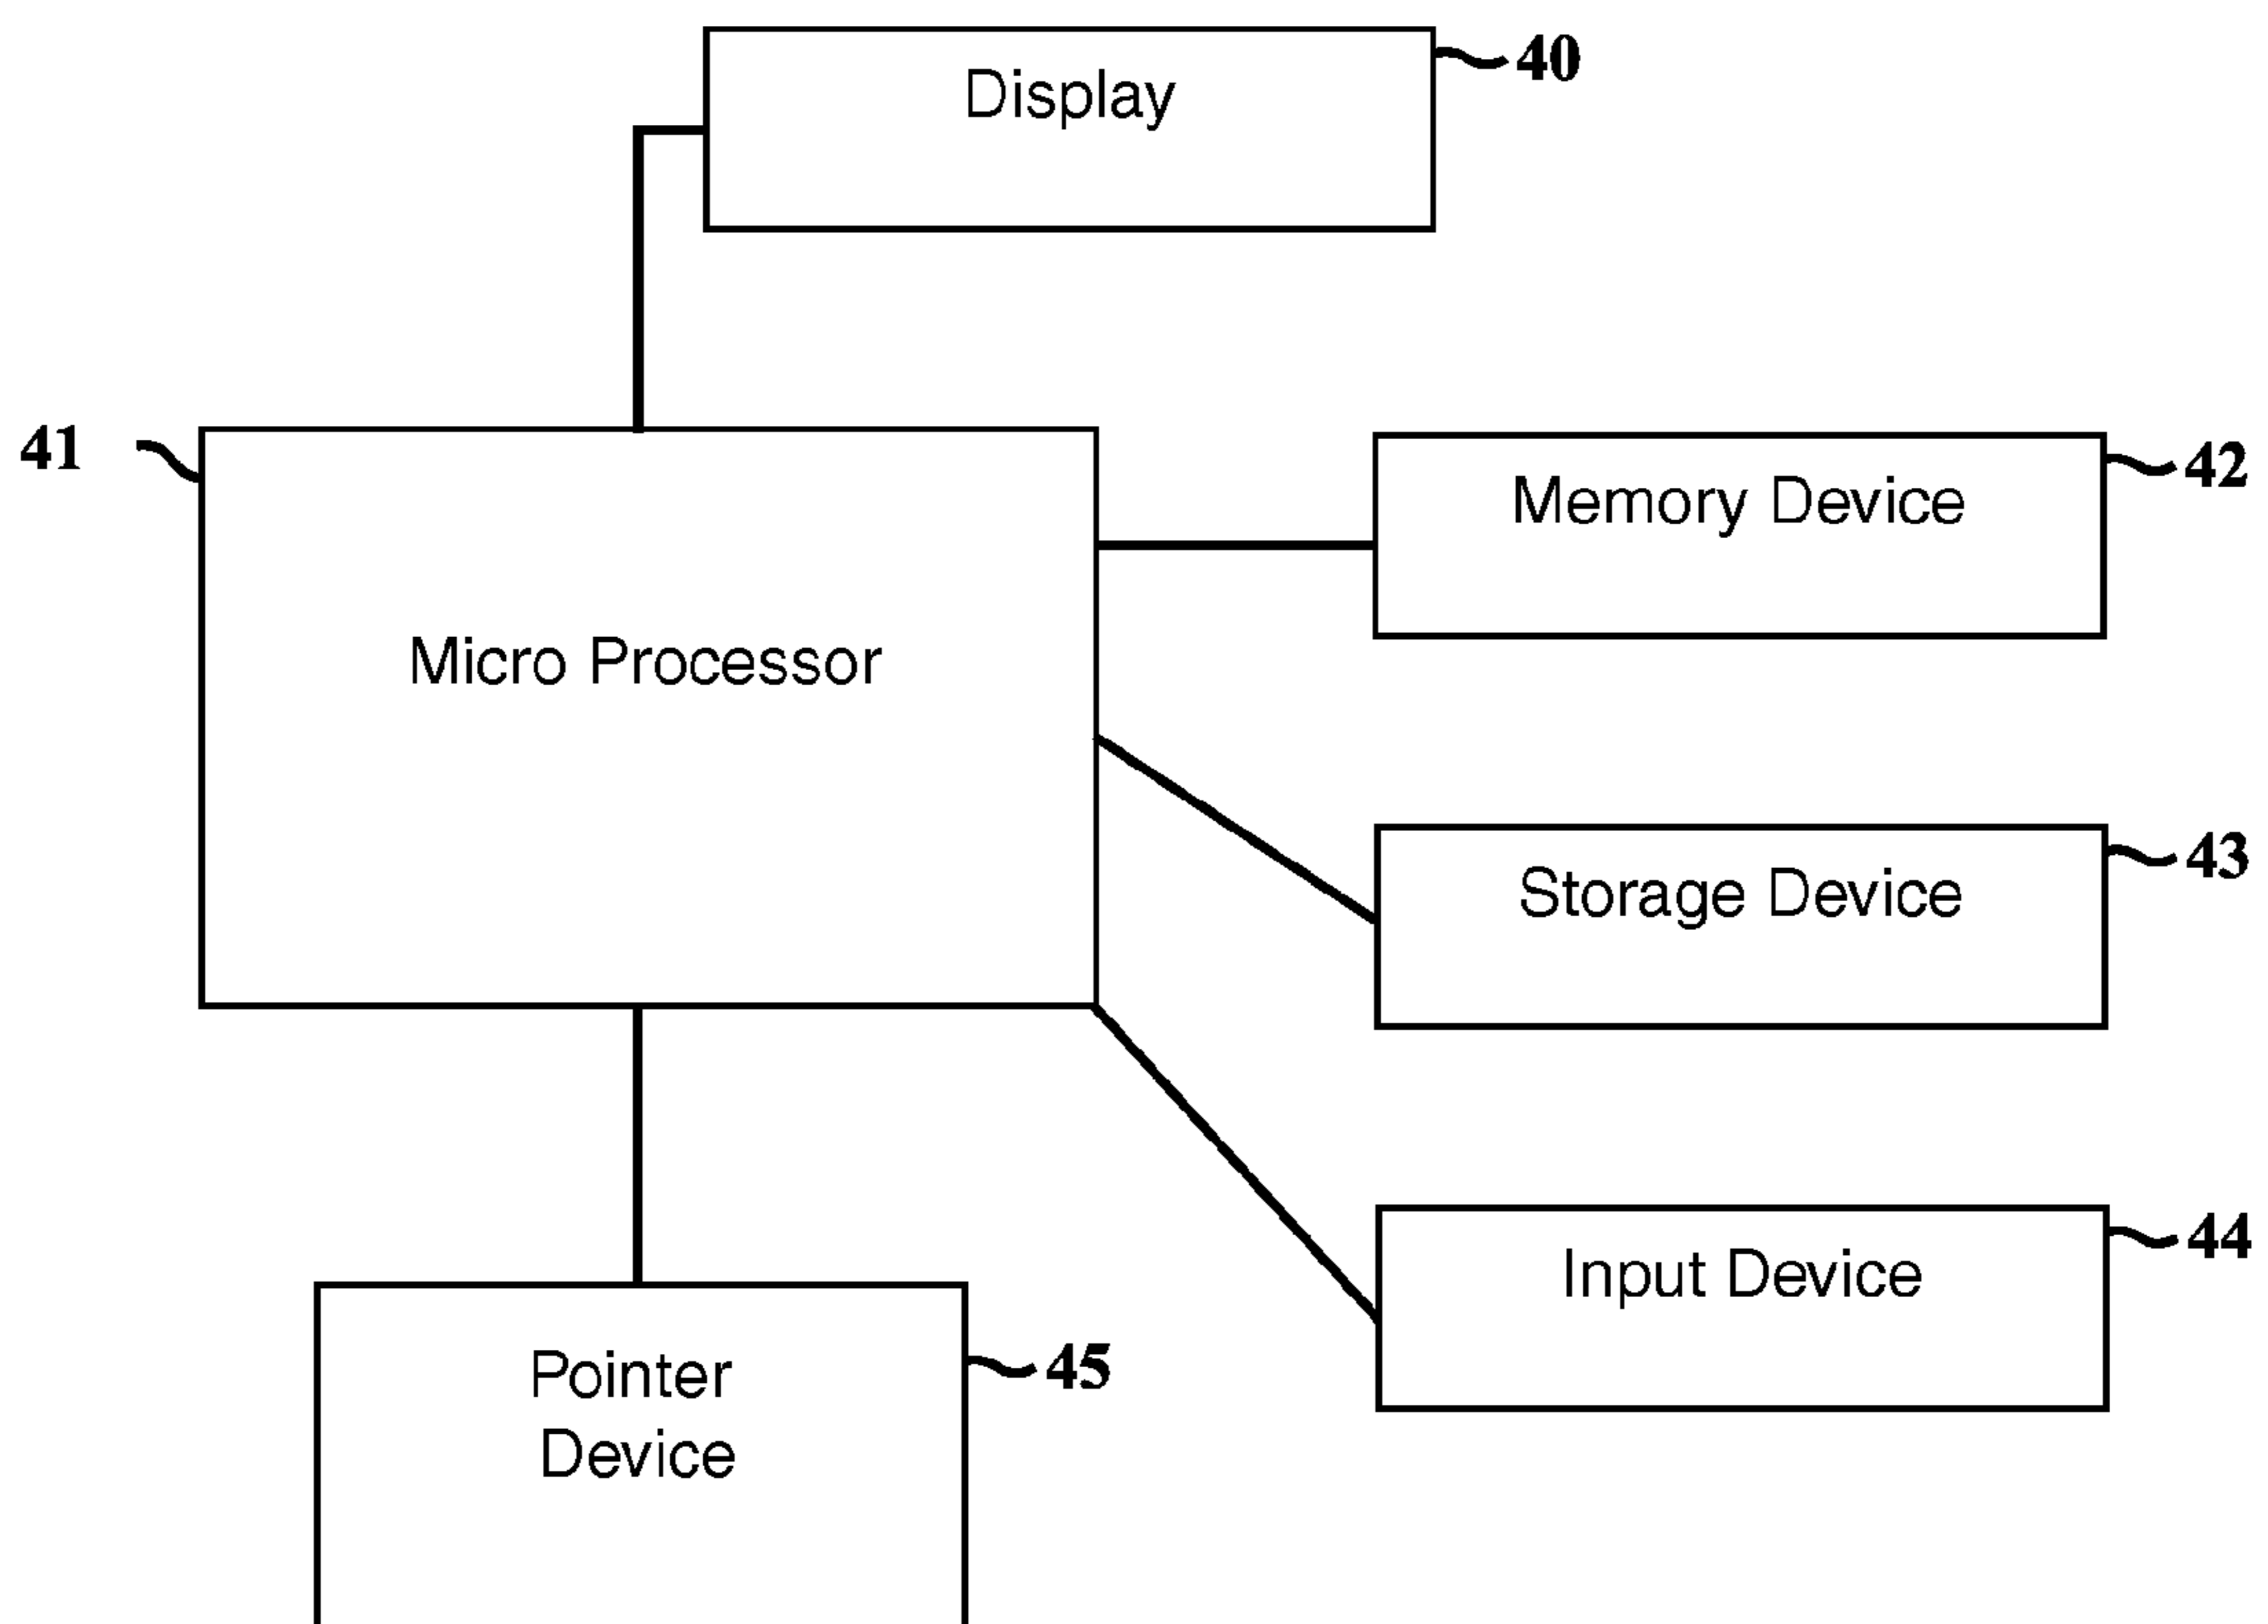 Display
40
41
Micro Processor
Memory Device
42
Storage Device
43
Input Device
44
Pointer
Device
45